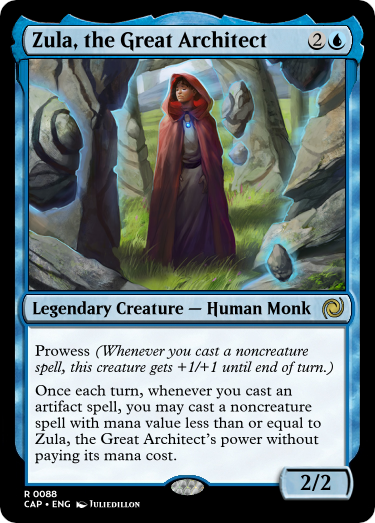 Zula, the Great Architect 2
Legendary Creature — Human Monk
Prowess (Whenever you cast a noncreature
spell, this creature gets +1/+1 until end of turn.)
Once each turn, whenever you cast an
artifact spell, you may cast a noncreature
spell with mana value less than or equal to
Zula, the Great Architect's power without
paying its mana cost.
2/2
R 0088
CAP • ENG JULIEDILLON